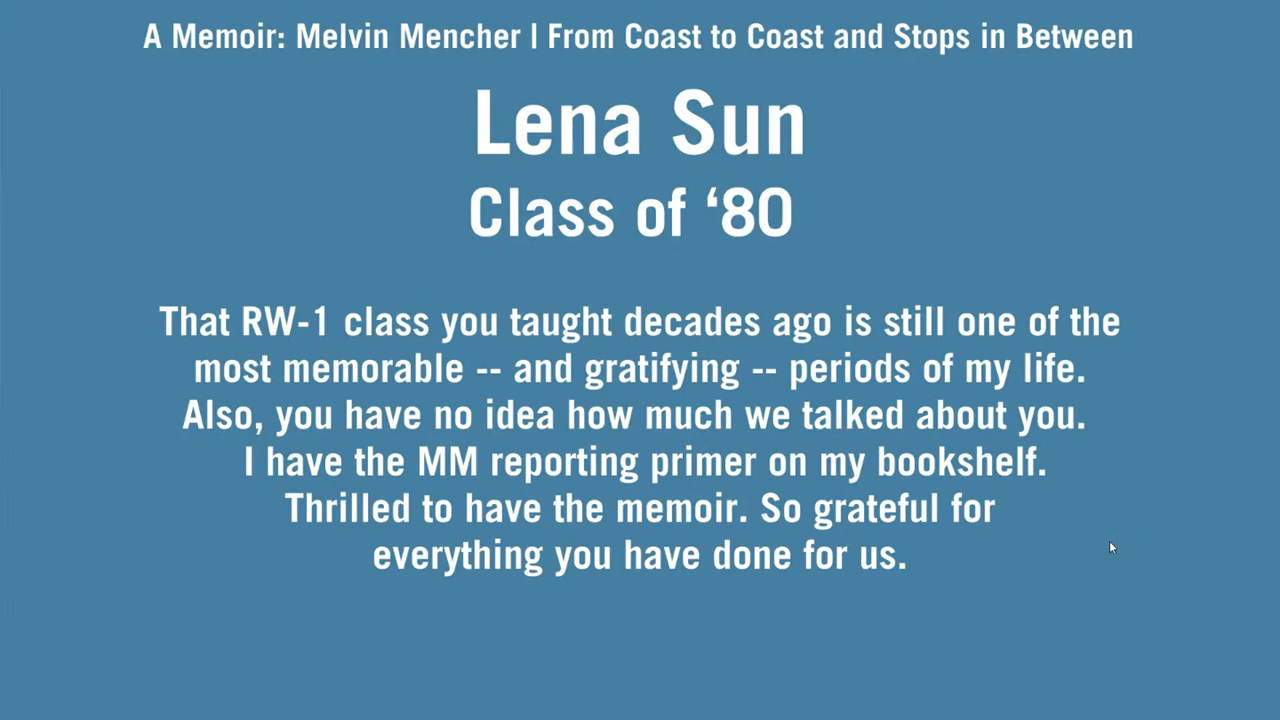 A Memoir: Melvin Mencher | From Coast to Coast and Stops in Between
Lena Sun
Class of ‘80
That RW-1 class you taught decades ago is still one of the
most memorable -- and gratifying -- periods of my life.
Also, you have no idea how much we talked about you.
I have the MM reporting primer on my bookshelf.
Thrilled to have the memoir. So grateful for
everything you have done for us.